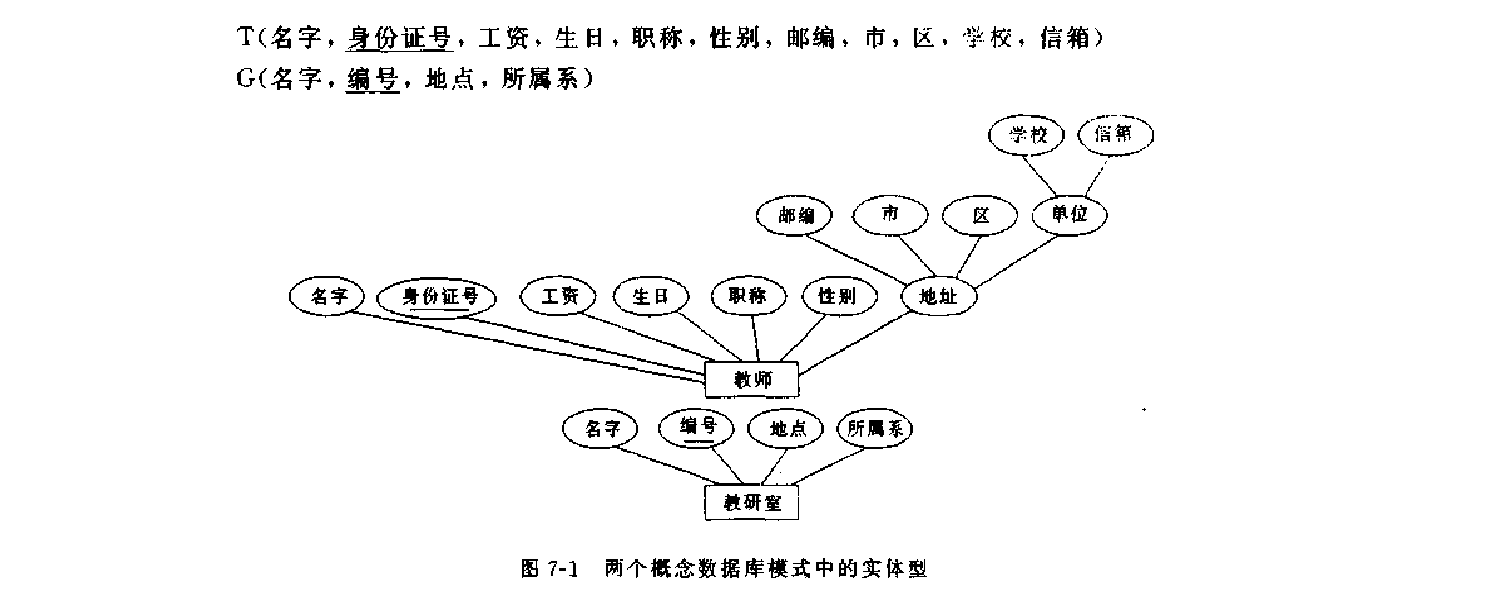 T(名字，身份证号，工资，生日，职称，性别，邮编，市，区，学校，信箱)
G(名字，编号，地点，所属系)
学校 信箱
邮编 市 区 单位
名字 身份证号 工资 生日 职称 性别 地址
教师
名字 编号 地点 所属系
教研室
图 7-1 两个概念数据库模式中的实体型